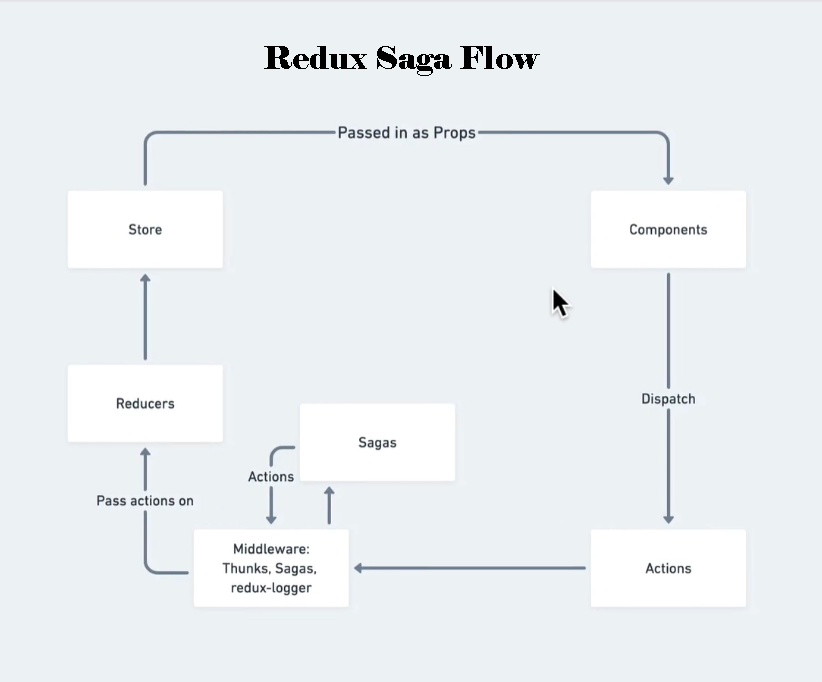 Redux Saga Flow
Passed in as Props
Store
Components
Dispatch
Reducers
Sagas
Actions
Pass actions on
Middleware:
Thunks, Sagas,
redux-logger
Actions